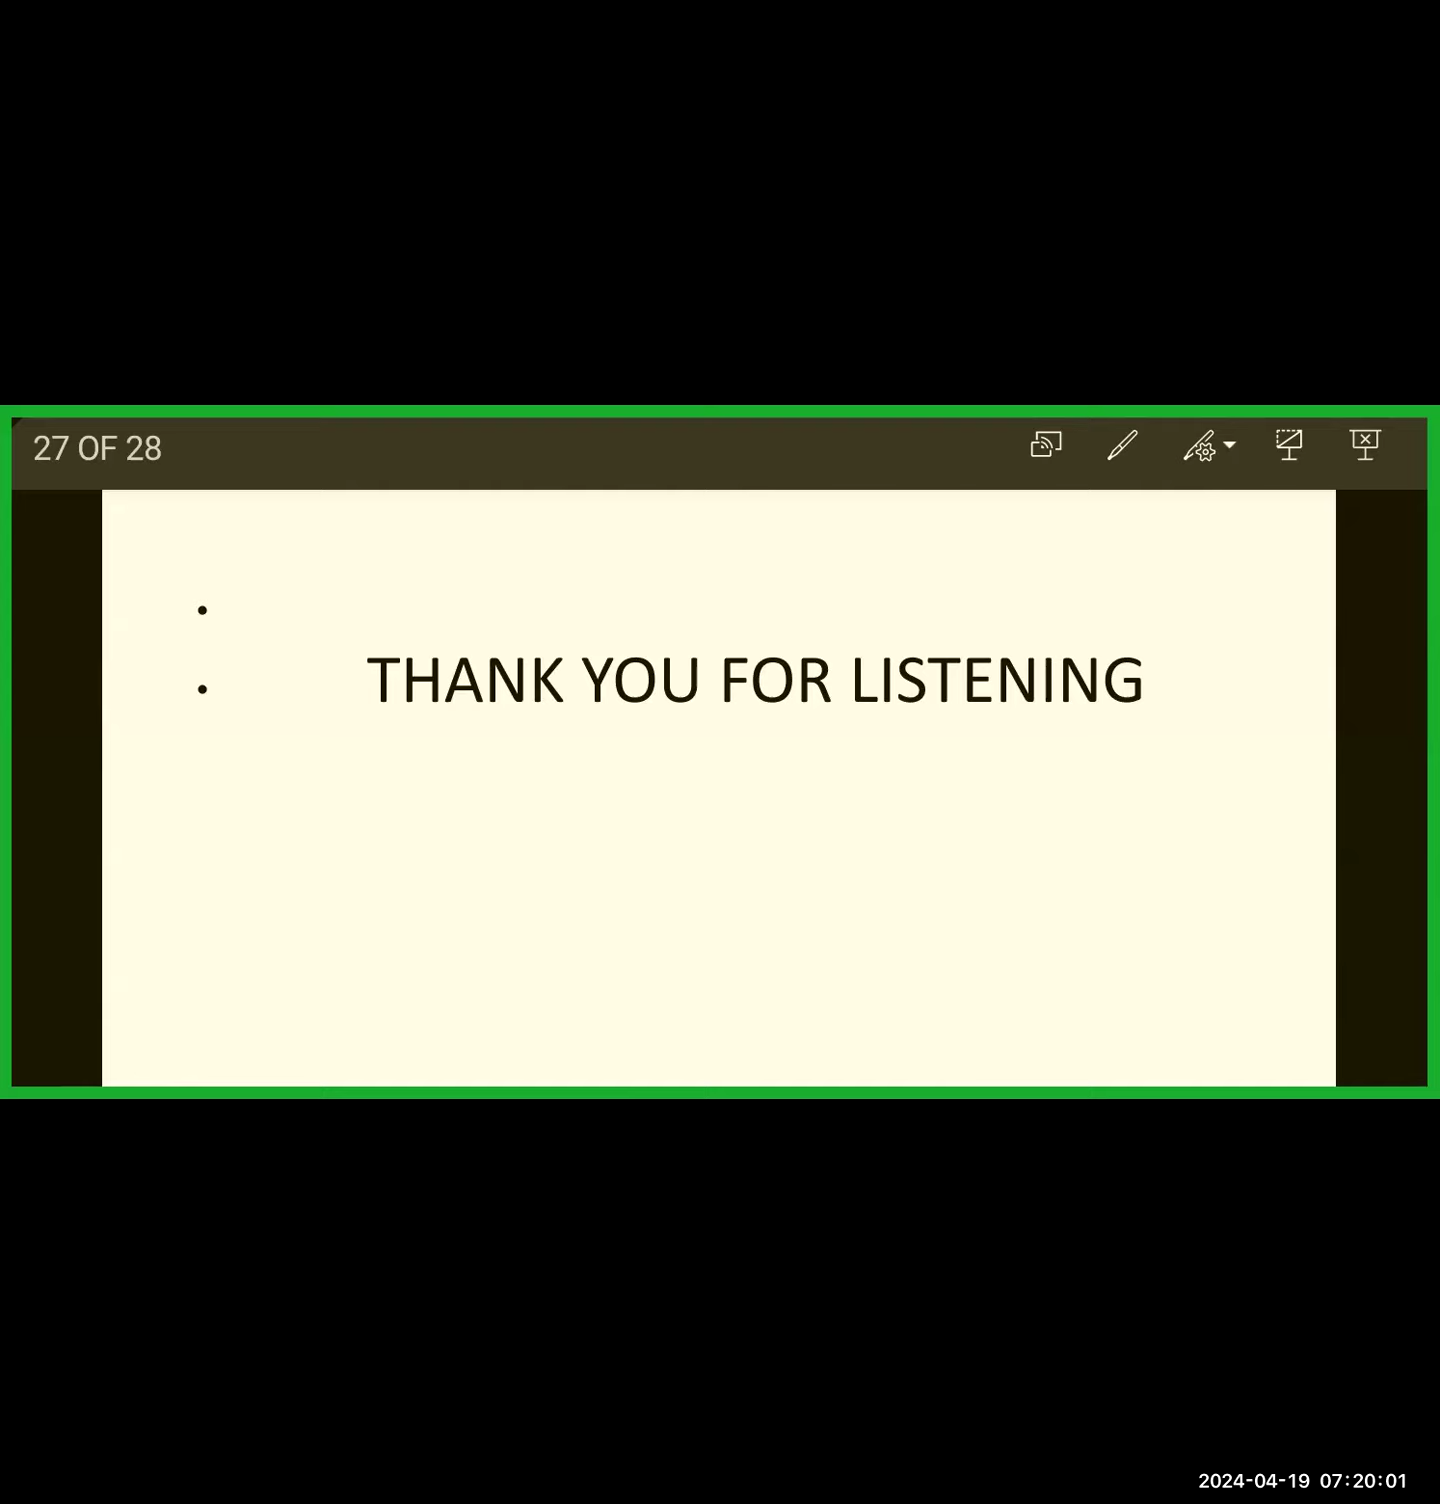 27 OF 28
•
• THANK YOU FOR LISTENING
2024-04-19 07:20:01